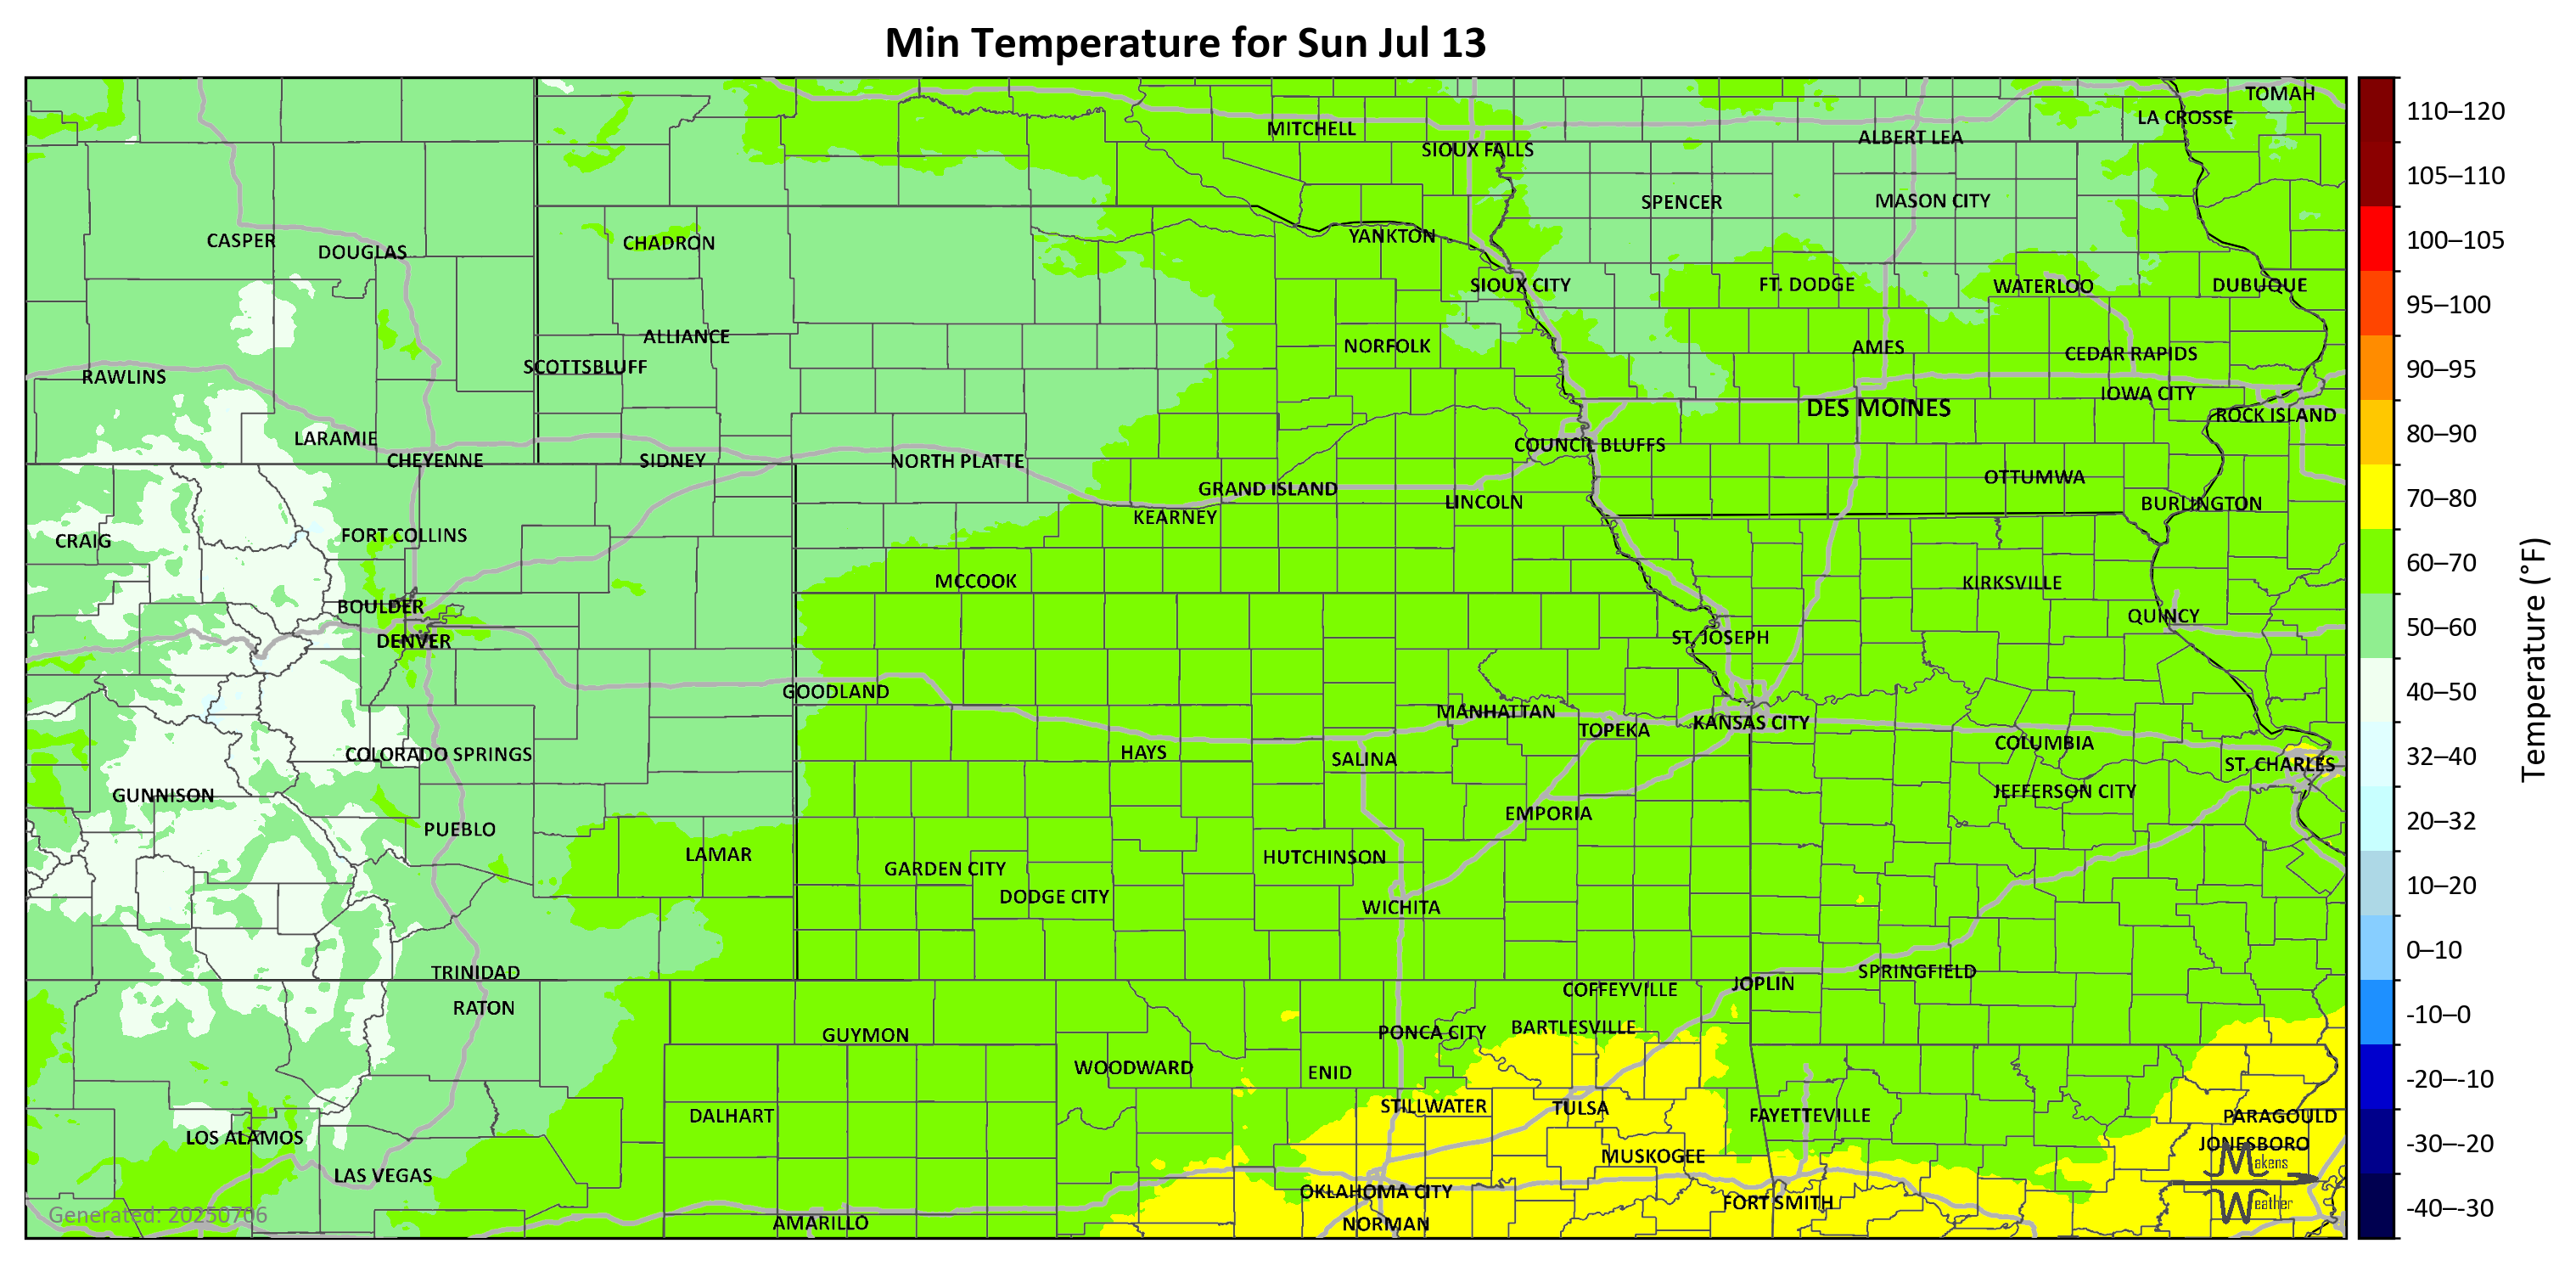 Min Temperature for Sun Jul 13
TOMAH
LA CROSSE
MITCHELL
ALBERT LEA
SIOUX FALLS
SPENCER
MASON CITY
CASPER
DOUGLAS
CHADRON
YANKTON
SIOUX CITY
FT. DODGE
WATERLOO
DUBUQUE
ALLIANCE
NORFOLK
AMES
CEDAR RAPIDS
SCOTTSBLUFF
RAWLINS
IOWA CITY
DES MOINES
ROCK ISLAND
LARAMIE
COUNCIL BLUFFS
CHEYENNE
SIDNEY
NORTH PLATTE
OTTUMWA
GRAND ISLAND
LINCOLN
BURLINGTON
KEARNEY
CRAIG
FORT COLLINS
MCCOOK
KIRKSVILLE
BOULDER
QUINCY
DENVER
ST. JOSEPH
GOODLAND
MANHATTAN
KANSAS CITY
TOPEKA
COLUMBIA
COLORADO SPRINGS
HAYS
SALINA
ST. CHARLES
GUNNISON
JEFFERSON CITY
EMPORIA
PUEBLO
LAMAR
HUTCHINSON
GARDEN CITY
DODGE CITY
WICHITA
TRINIDAD
SPRINGFIELD
JOPLIN
COFFEYVILLE
RATON
GUYMON
PONCA CITY
BARTLESVILLE
WOODWARD
ENID
STILLWATER
TULSA
DALHART
FAYETTEVILLE
PARAGOULD
LOS ALAMOS
JONESBORO
MUSKOGEE
LAS VEGAS
OKLAHOMA CITY
FORT SMITH
AMARILLO
NORMAN
Generated: 20250706
Makens
Weather
110–120
105–110
100–105
95–100
90–95
80–90
70–80
60–70
50–60
40–50
32–40
20–32
10–20
0–10
-10–0
-20–-10
-30–-20
-40–-30
Temperature (°F)